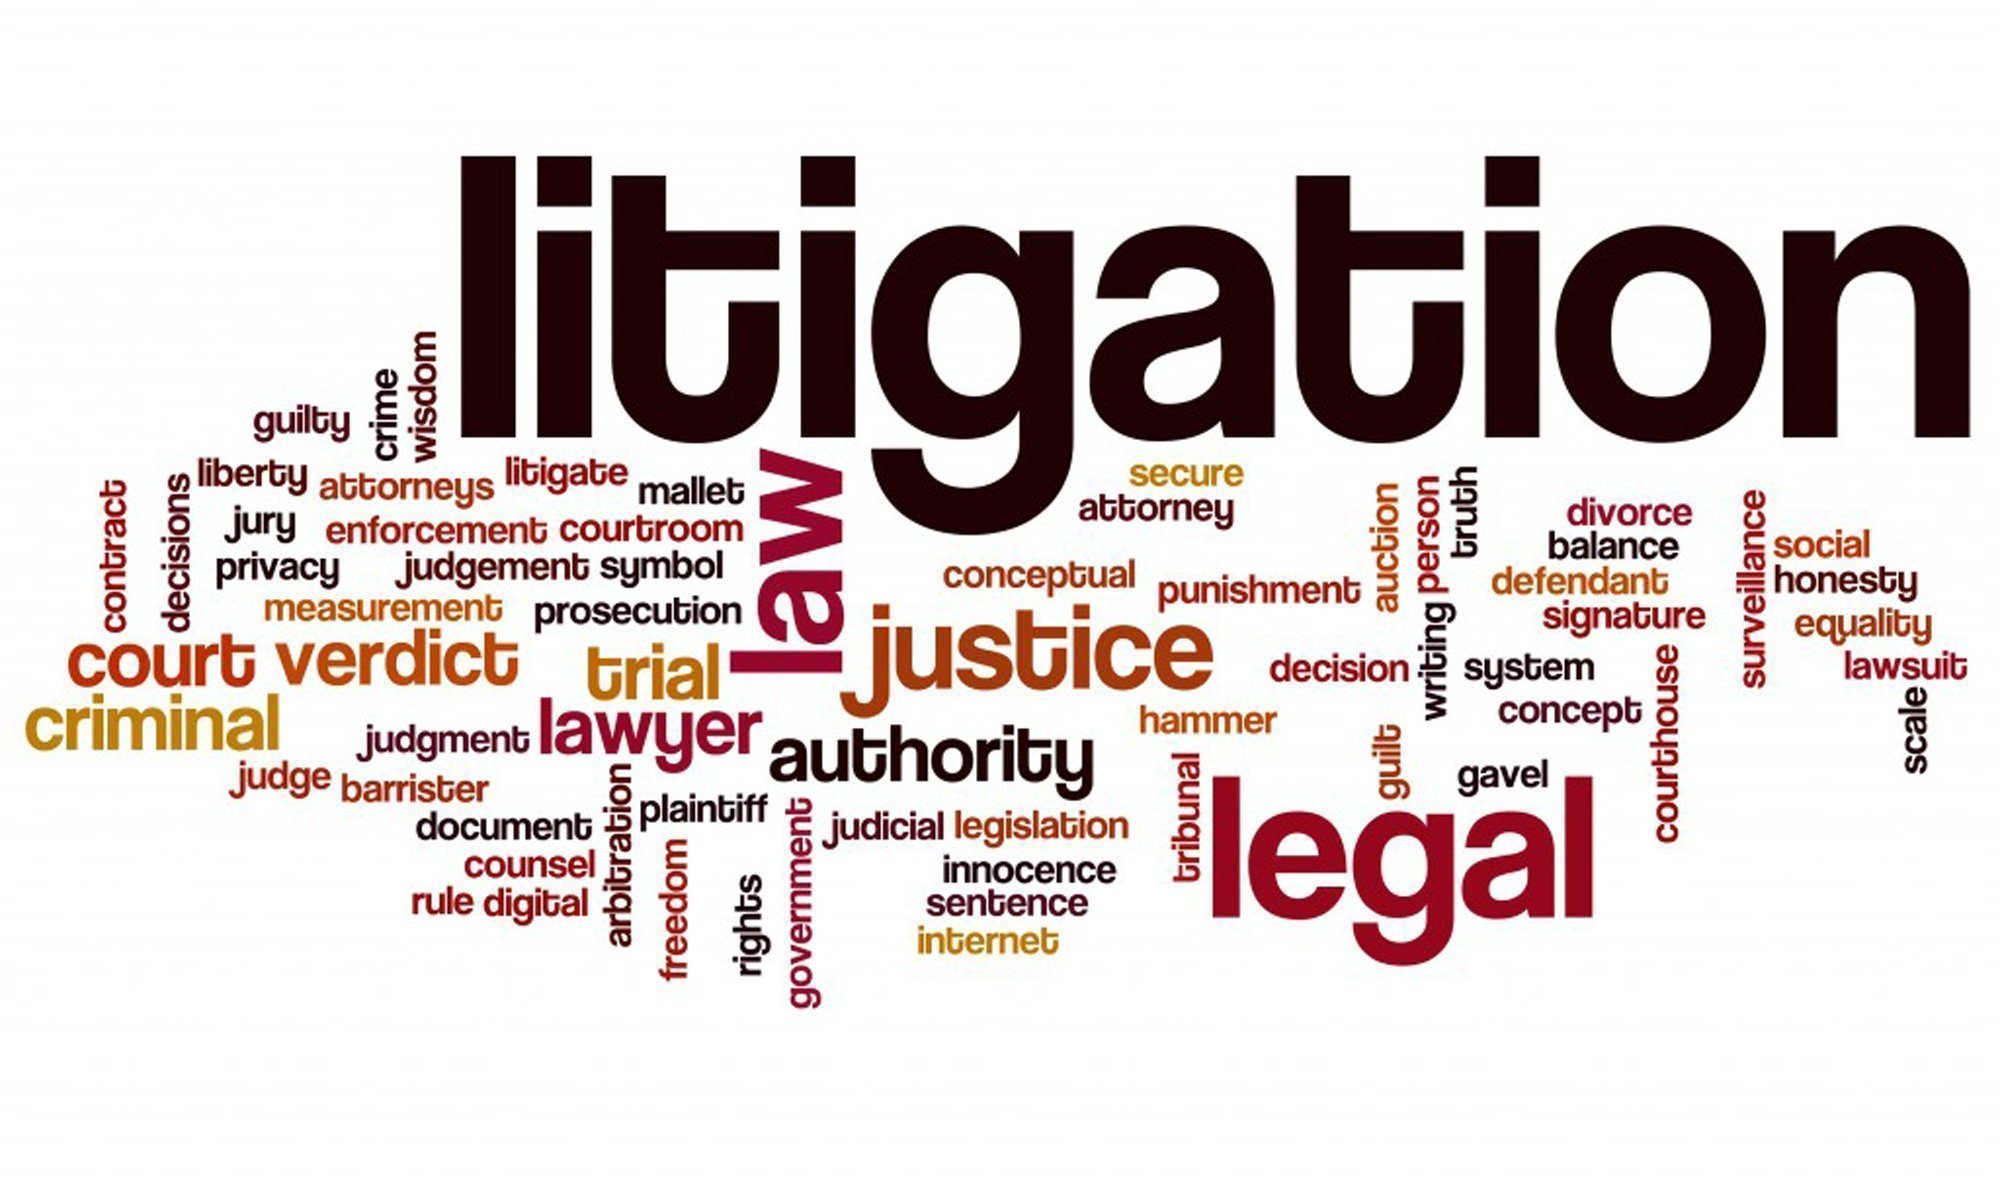 litigation
wisdom
crime
guilty
liberty
attorneys
litigate
mallet
law
secure
attorney
contract
decisions
jury
enforcement
courtroom
privacy
judgement
symbol
measurement
prosecution
conceptual
punishment
auction
person
truth
divorce
balance
defendant
signature
surveillance
social
honesty
equality
lawsuit
court
verdict
trial
justice
decision
writing
system
concept
courthouse
scale
criminal
judgment
lawyer
authority
hammer
guilt
gavel
judge
barrister
document
arbitration
plaintiff
government
judicial
legislation
tribunal
legal
counsel
rule
digital
freedom
rights
innocence
sentence
internet